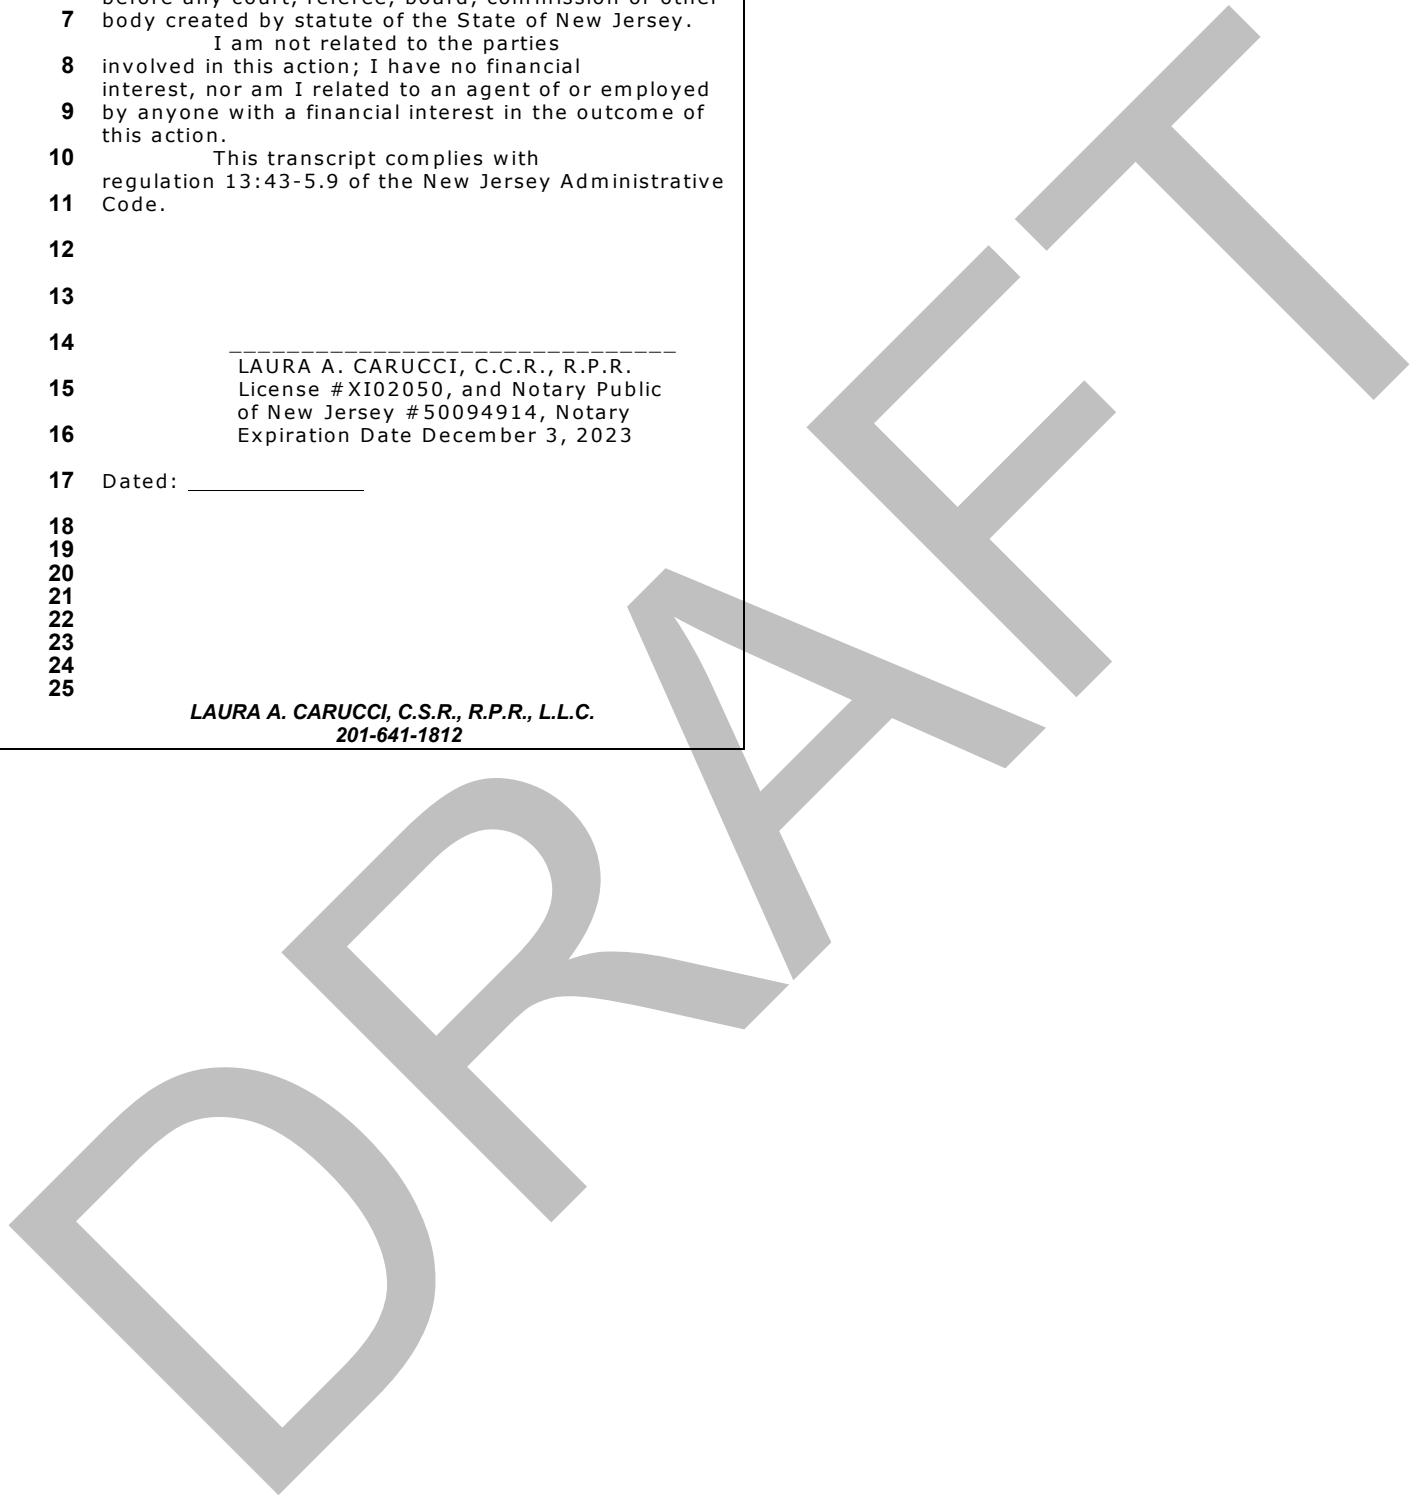 before any court, referee, board, commission or other
7 body created by statute of the State of New Jersey.
I am not related to the parties
8 involved in this action; I have no financial
interest, nor am I related to an agent of or employed
9 by anyone with a financial interest in the outcome of
this action.
10 This transcript complies with
regulation 13:43-5.9 of the New Jersey Administrative
11 Code.
12
13
14 _______________________________
LAURA A. CARUCCI, C.C.R., R.P.R.
15 License #XI02050, and Notary Public
of New Jersey #50094914, Notary
16 Expiration Date December 3, 2023
17 Dated: _______________
18
19
20
21
22
23
24
25
LAURA A. CARUCCI, C.S.R., R.P.R., L.L.C.
201-641-1812
DRAFT